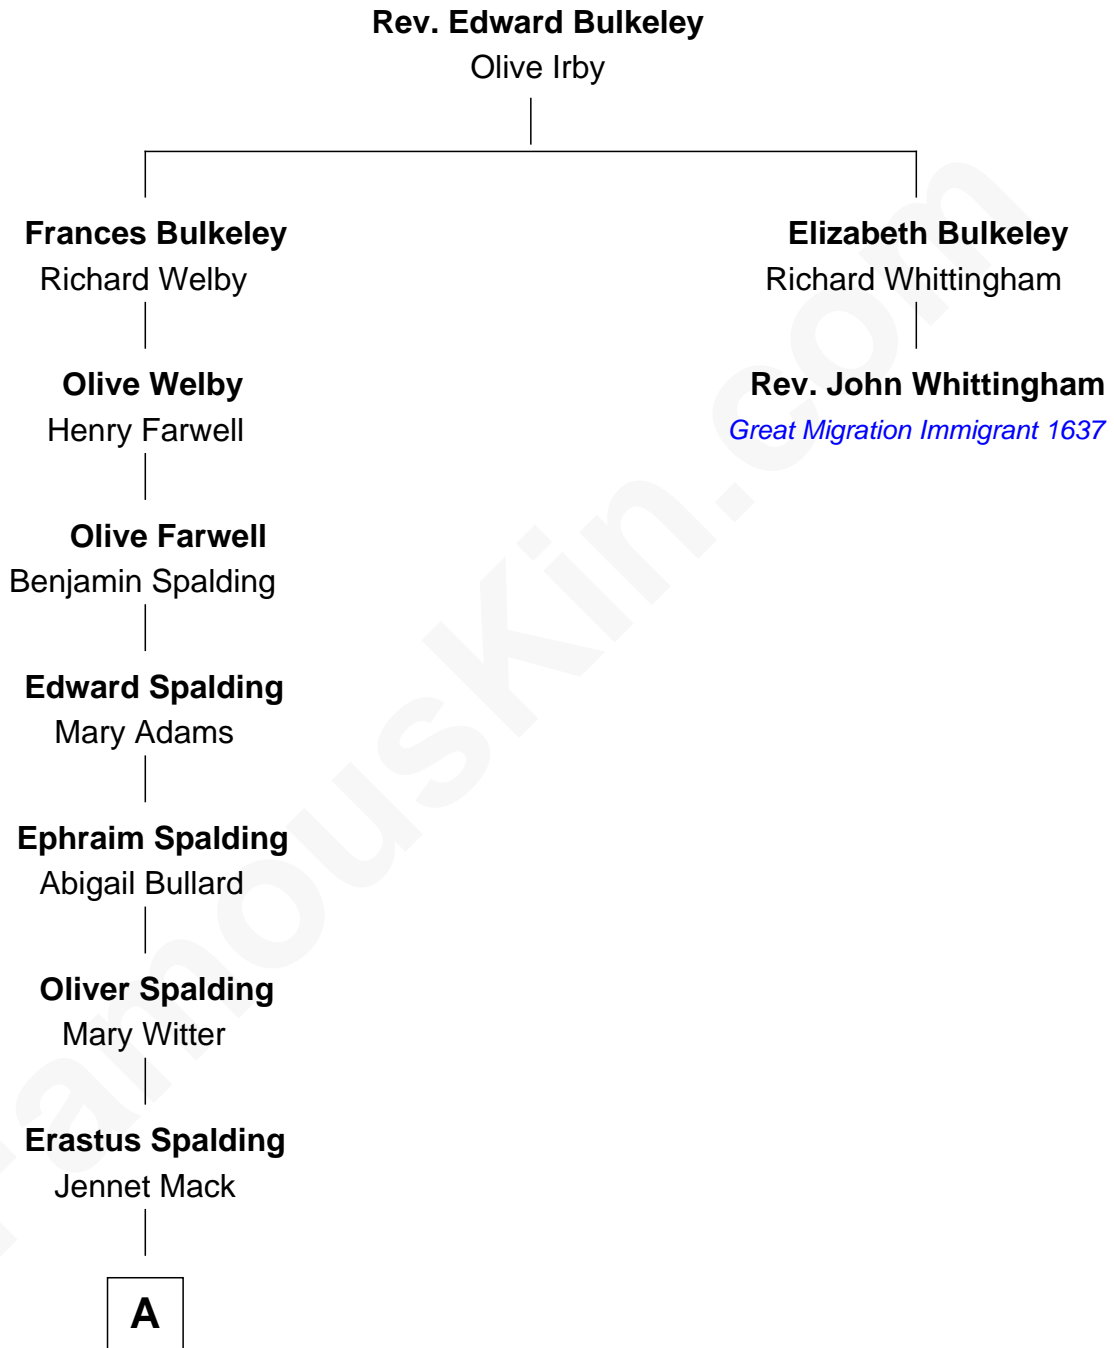 Rev. Edward Bulkeley
Olive Irby
Frances Bulkeley
Richard Welby
Elizabeth Bulkeley
Richard Whittingham
Olive Welby
Henry Farwell
Rev. John Whittingham
Great Migration Immigrant 1637
Olive Farwell
Benjamin Spalding
Edward Spalding
Mary Adams
Ephraim Spalding
Abigail Bullard
Oliver Spalding
Mary Witter
Erastus Spalding
Jennet Mack
A
FamousKin.com